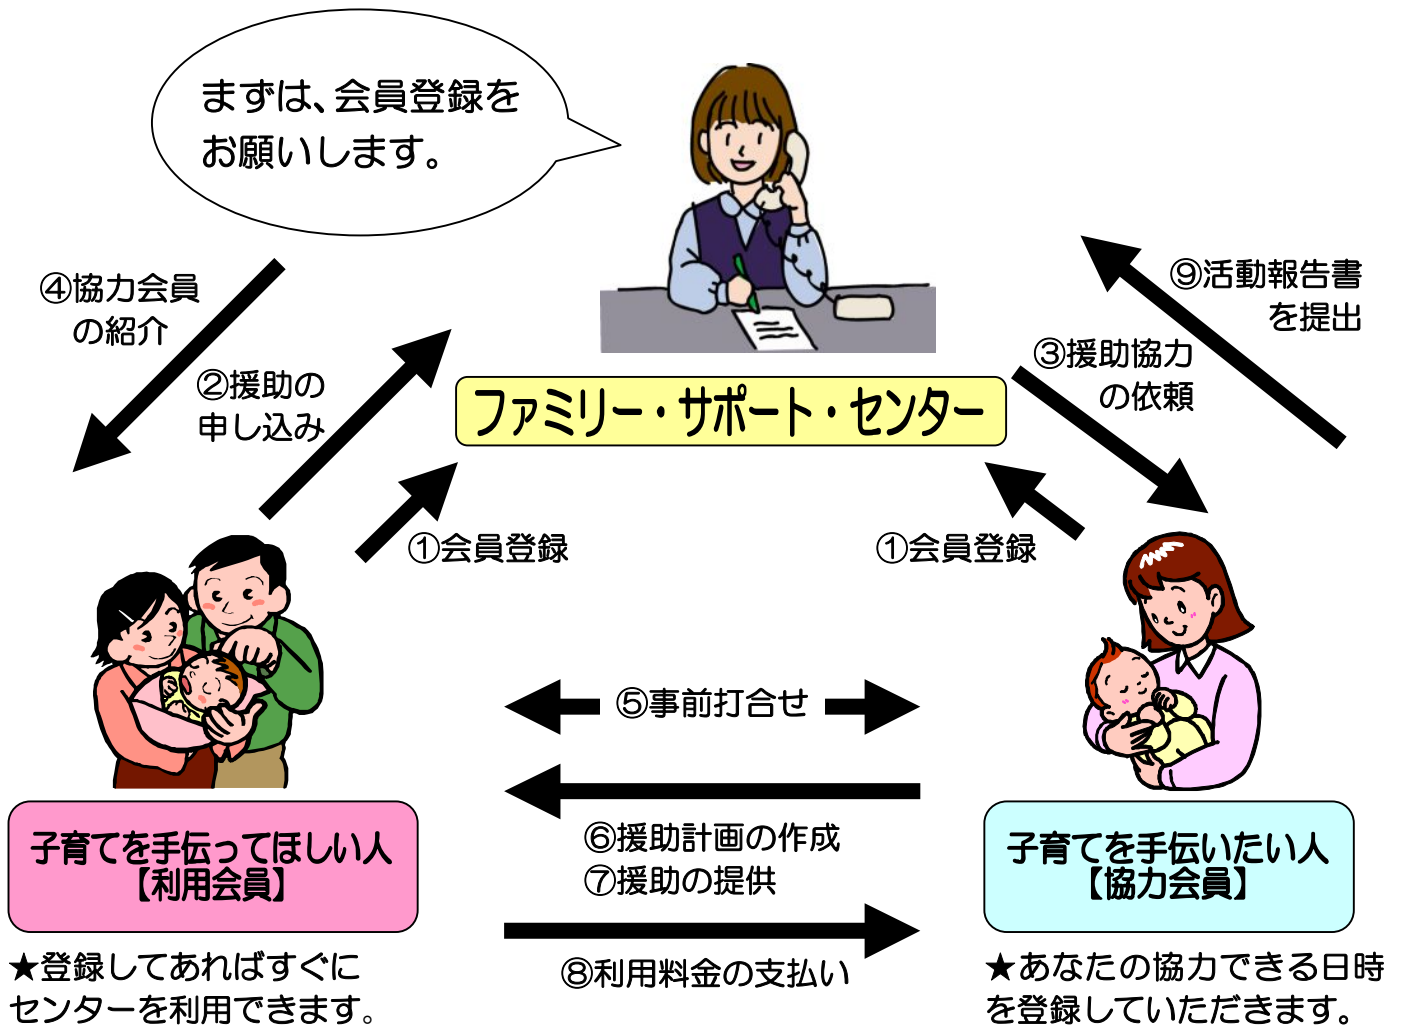 まずは、会員登録を
お願いします。
④協力会員
の紹介
②援助の
申し込み
⑨活動報告書
を提出
③援助協力
の依頼
ファミリー・サポート・センター
①会員登録
①会員登録
⑤事前打合せ
⑥援助計画の作成
⑦援助の提供
⑧利用料金の支払い
子育てを手伝ってほしい人
【利用会員】
★登録してあればすぐに
センターを利用できます。
子育てを手伝いたい人
【協力会員】
★あなたの協力できる日時
を登録していただきます。